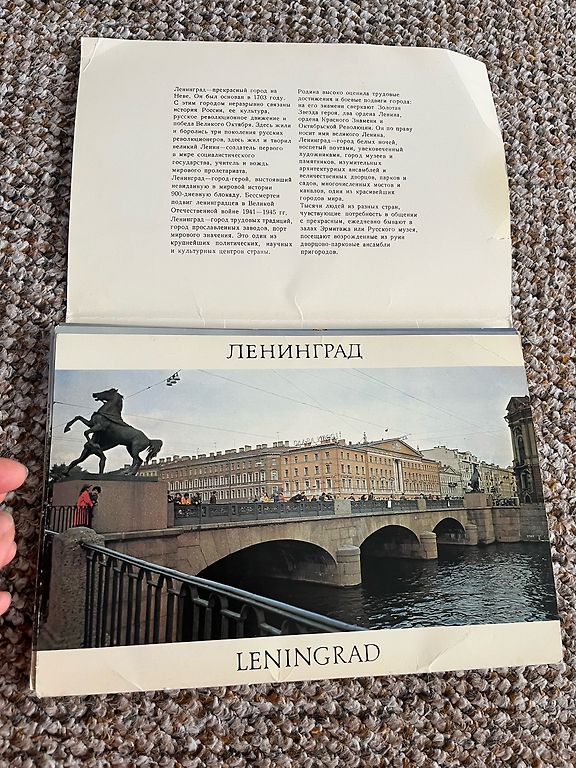 Ленинград—прекрасный город на
Неве. Он был основан в 1703 году.
С этим городом неразрывно связаны
история России, ее культура,
русское революционное движение и
победа Великого Октября. Здесь жили
и боролись три поколения русских
революционеров, здесь жил и творил
великий Ленин—создатель первого
в мире социалистического
государства, учитель и вождь
мирового пролетариата.
Ленинград—город-герой, выстоявший
невиданную в мировой истории
900-дневную блокаду. Бессмертен
подвиг ленинградцев в Великой
Отечественной войне 1941—1945 гг.
Ленинград—город трудовых традиций,
город прославленных заводов, порт
мирового значения. Это один из
крупнейших политических, научных
и культурных центров страны.
Родина высоко оценила трудовые
достижения и боевые подвиги города:
на его знамени сверкают Золотая
Звезда героя, два ордена Ленина,
ордена Красного Знамени и
Октябрьской Революции. Он по праву
носит имя великого Ленина.
Ленинград—город белых ночей,
воспетый поэтами, увековеченный
художниками, город музеев и
памятников, изумительных
архитектурных ансамблей и
величественных дворцов, парков и
садов, многочисленных мостов и
каналов, один из красивейших
городов мира.
Тысячи людей из разных стран,
чувствующие потребность в общении
с прекрасным, ежедневно бывают в
залах Эрмитажа или Русского музея,
посещают возрожденные из руин
дворцово-парковые ансамбли
пригородов.
ЛЕНИНГРАД
LENINGRAD